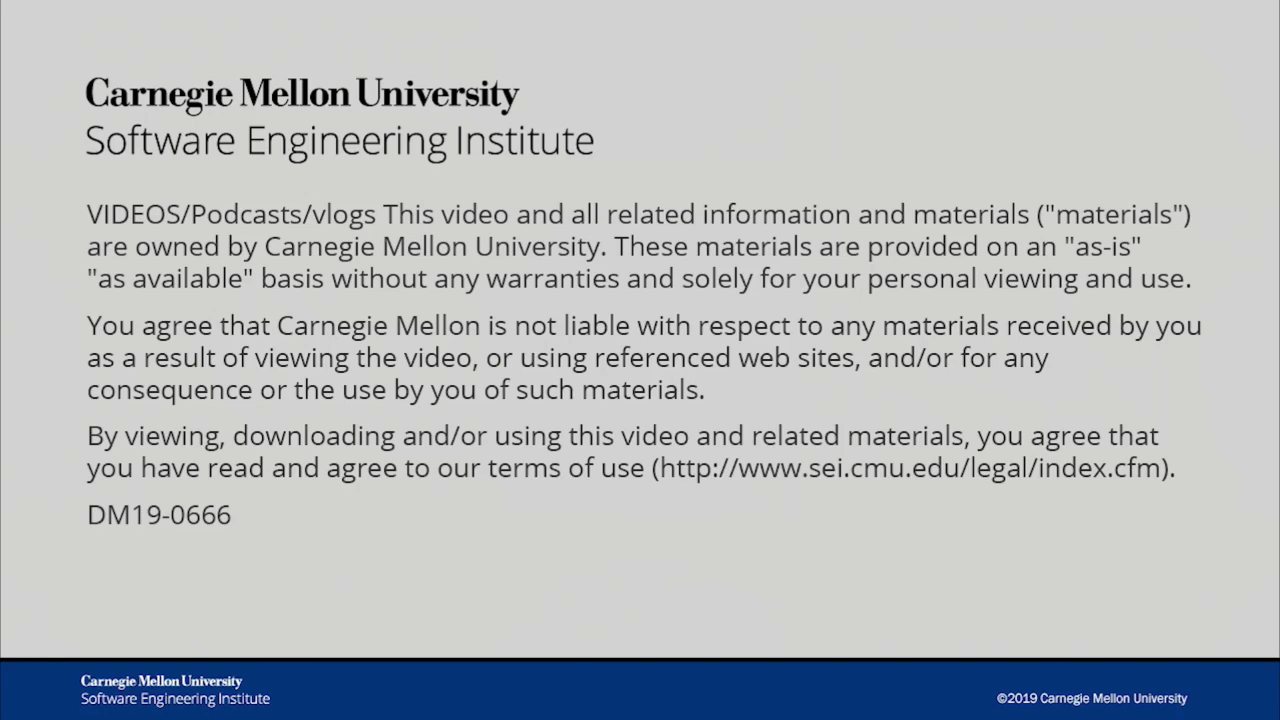 Carnegie Mellon University
Software Engineering Institute
VIDEOS/Podcasts/vlogs This video and all related information and materials ("materials")
are owned by Carnegie Mellon University. These materials are provided on an "as-is"
"as available" basis without any warranties and solely for your personal viewing and use.
You agree that Carnegie Mellon is not liable with respect to any materials received by you
as a result of viewing the video, or using referenced web sites, and/or for any
consequence or the use by you of such materials.
By viewing, downloading and/or using this video and related materials, you agree that
you have read and agree to our terms of use (http://www.sei.cmu.edu/legal/index.cfm).
DM19-0666
Carnegie Mellon University
Software Engineering Institute
©2019 Carnegie Mellon University